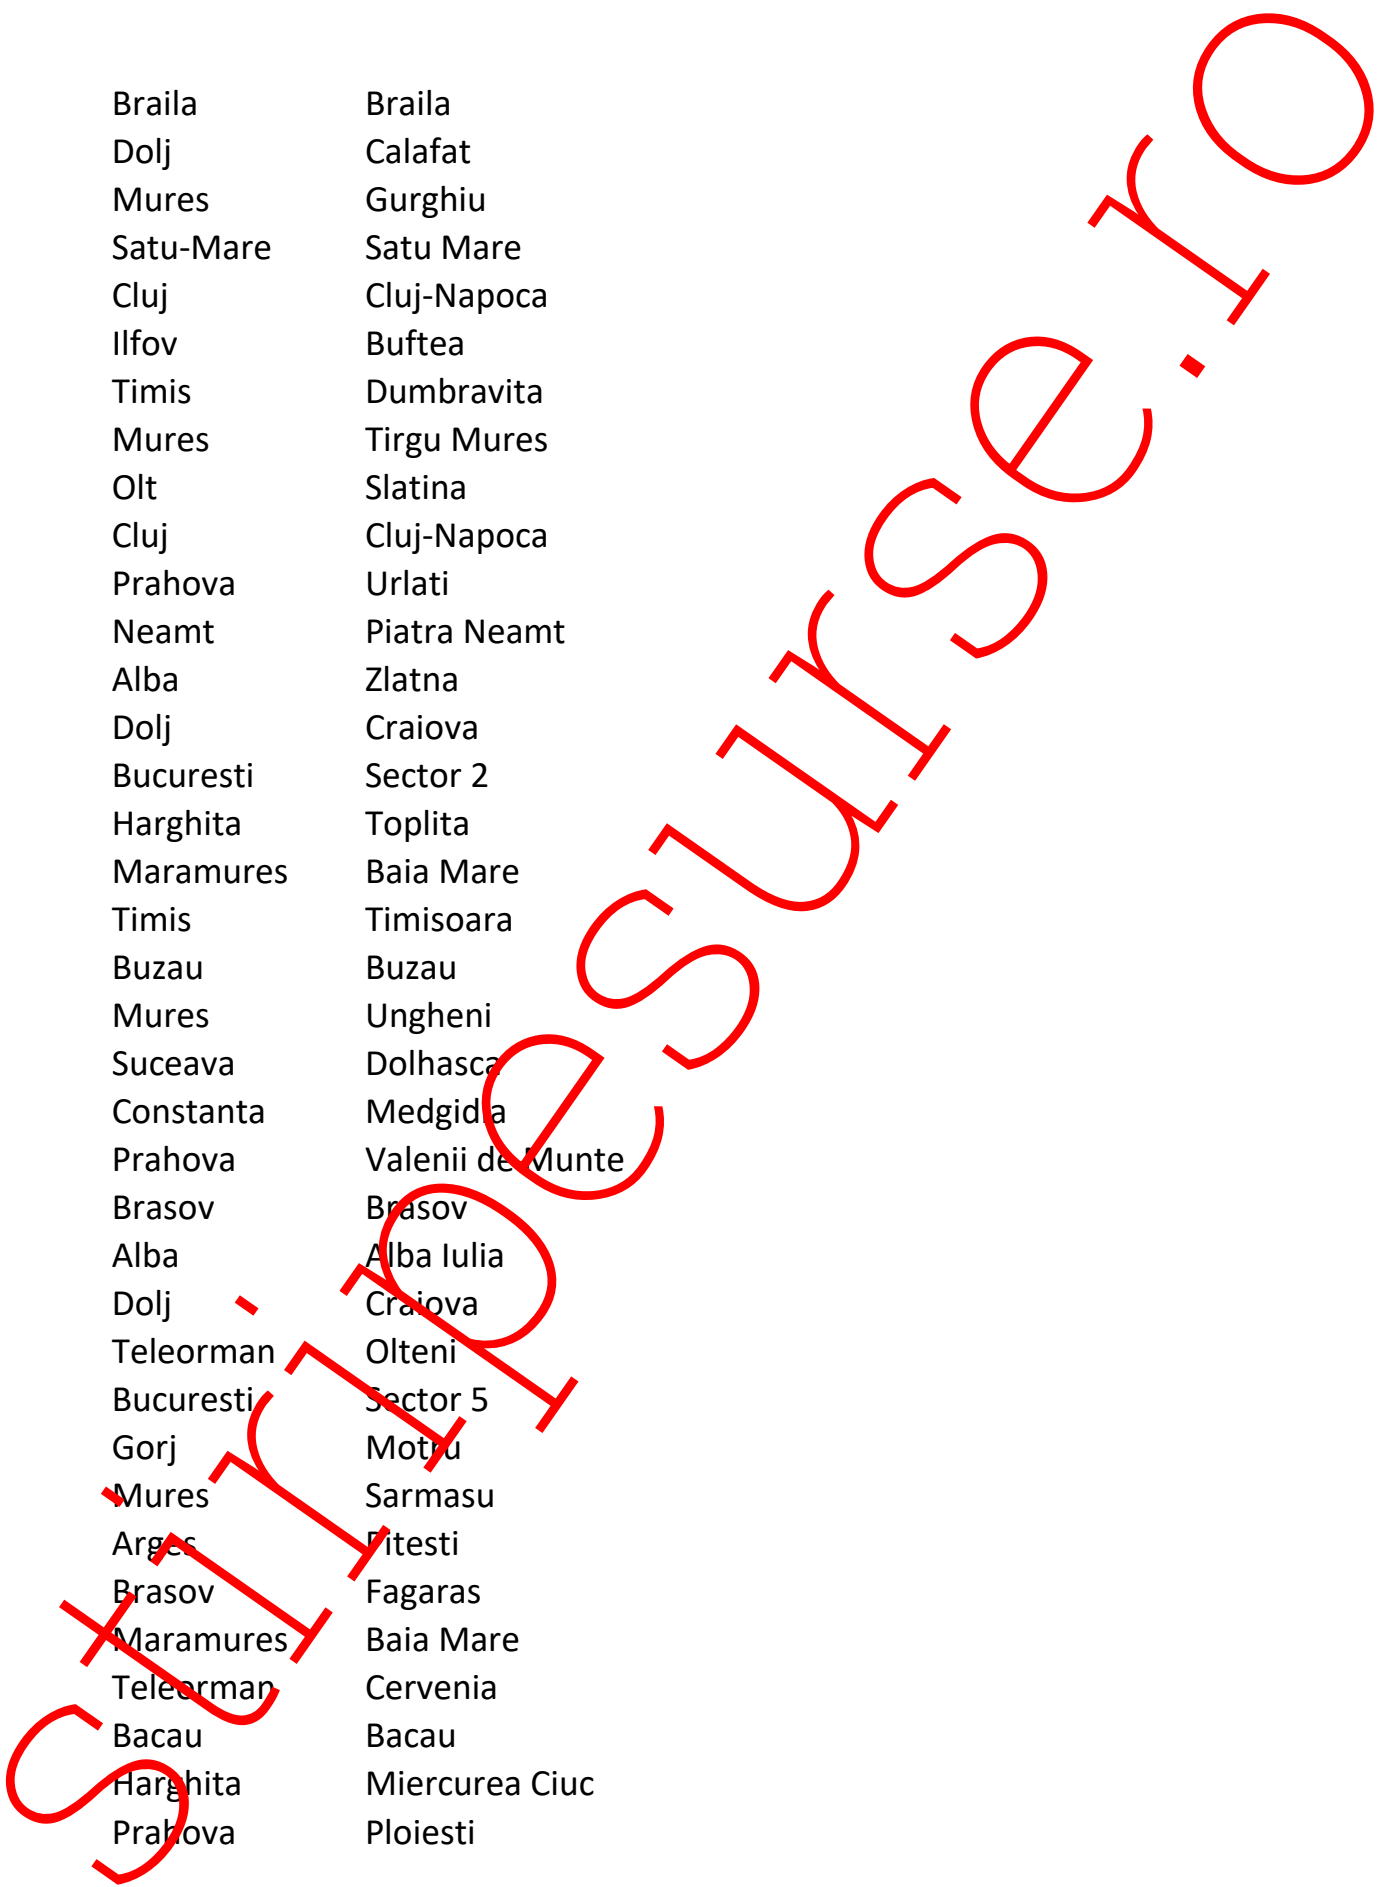 Braila Braila
Dolj Calafat
Mures Gurghiu
Satu-Mare Satu Mare
Cluj Cluj-Napoca
Ilfov Buftea
Timis Dumbravita
Mures Tirgu Mures
Olt Slatina
Cluj Cluj-Napoca
Prahova Urlati
Neamt Piatra Neamt
Alba Zlatna
Dolj Craiova
Bucuresti Sector 2
Harghita Toplita
Maramures Baia Mare
Timis Timisoara
Buzau Buzau
Mures Ungheni
Suceava Dolhasca
Constanta Medgidia
Prahova Valenii de Munte
Brasov Brasov
Alba Alba Iulia
Dolj Craiova
Teleorman Olteni
Bucuresti Sector 5
Gorj Motru
Mures Sarmasu
Arges Pitesti
Brasov Fagaras
Maramures Baia Mare
Teleorman Cervenia
Bacau Bacau
Harghita Miercurea Ciuc
Prahova Ploiesti
stiripesurse.ro